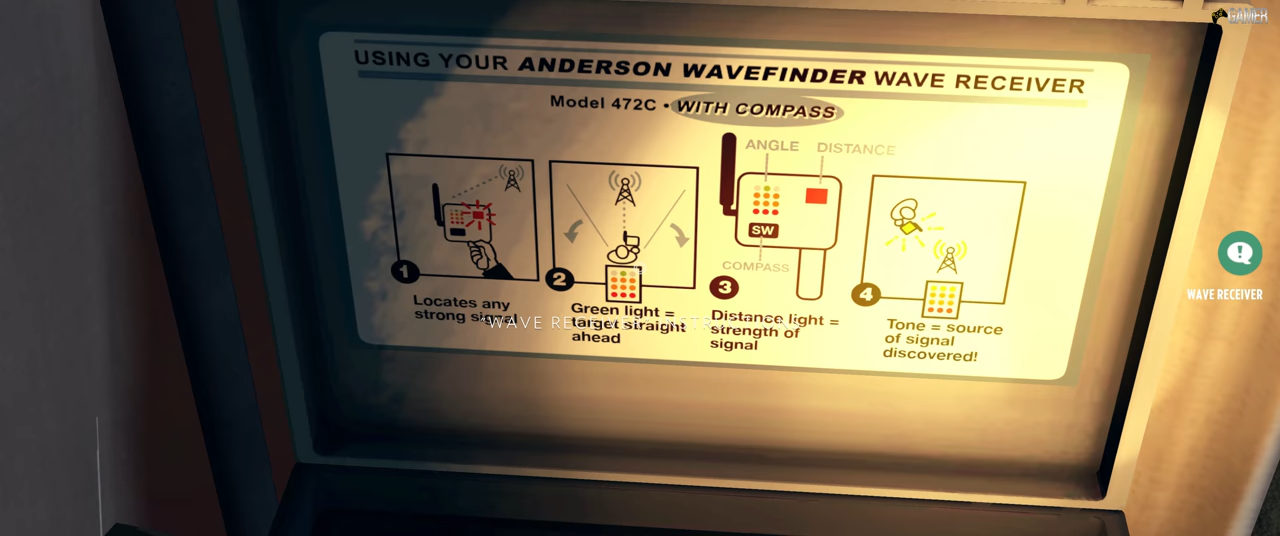 GAMER
USING YOUR ANDERSON WAVEFINDER WAVE RECEIVER
Model 472C • WITH COMPASS
ANGLE DISTANCE
SW
COMPASS
1
Locates any
strong signal
2
Green light =
target straight
ahead
3
Distance light =
strength of
signal
4
Tone = source
of signal
discovered!
WAVE RECEIVER